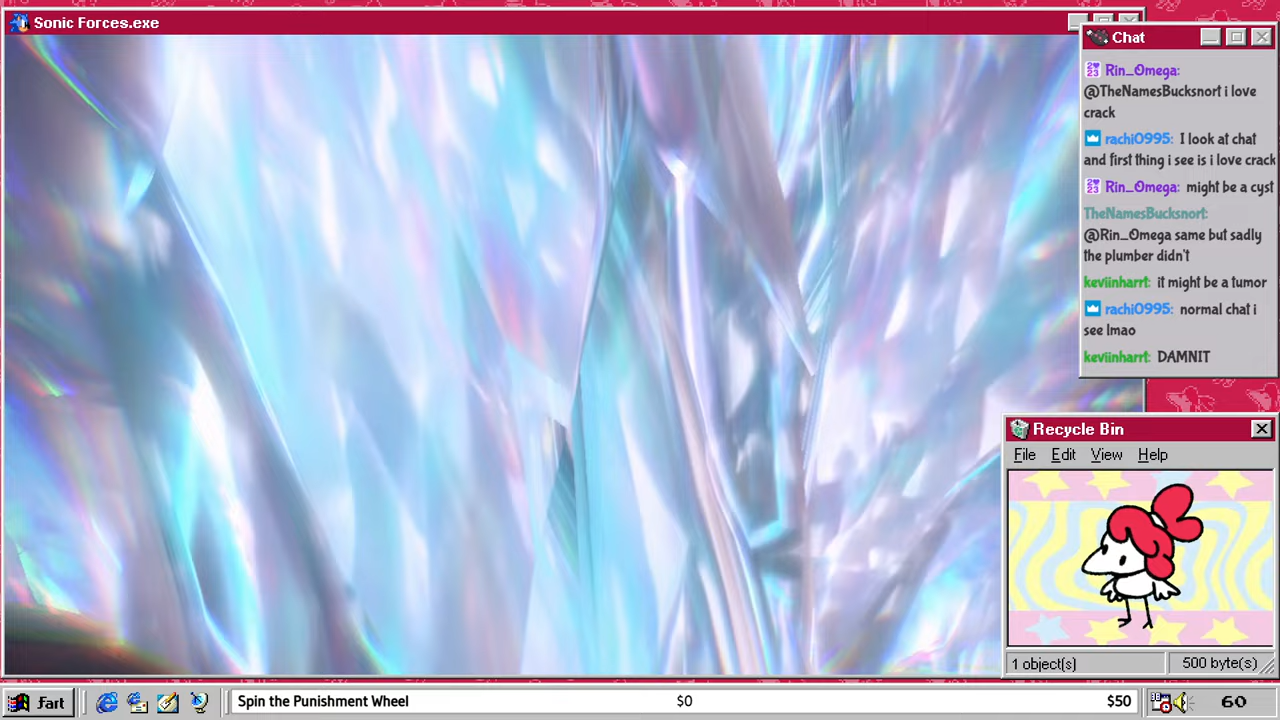 Sonic Forces.exe
Chat
Rin_Omega:
@TheNamesBucksnort i love
crack
rachi0995: I look at chat
and first thing i see is i love crack
Rin_Omega: might be a cyst
TheNamesBucksnort:
@Rin_Omega same but sadly
the plumber didn't
keviinharrt: it might be a tumor
rachi0995: normal chat i
see lmao
keviinharrt: DAMNIT
Recycle Bin
File Edit View Help
1 object(s) 500 byte(s)
Fart
Spin the Punishment Wheel $0 $50
60